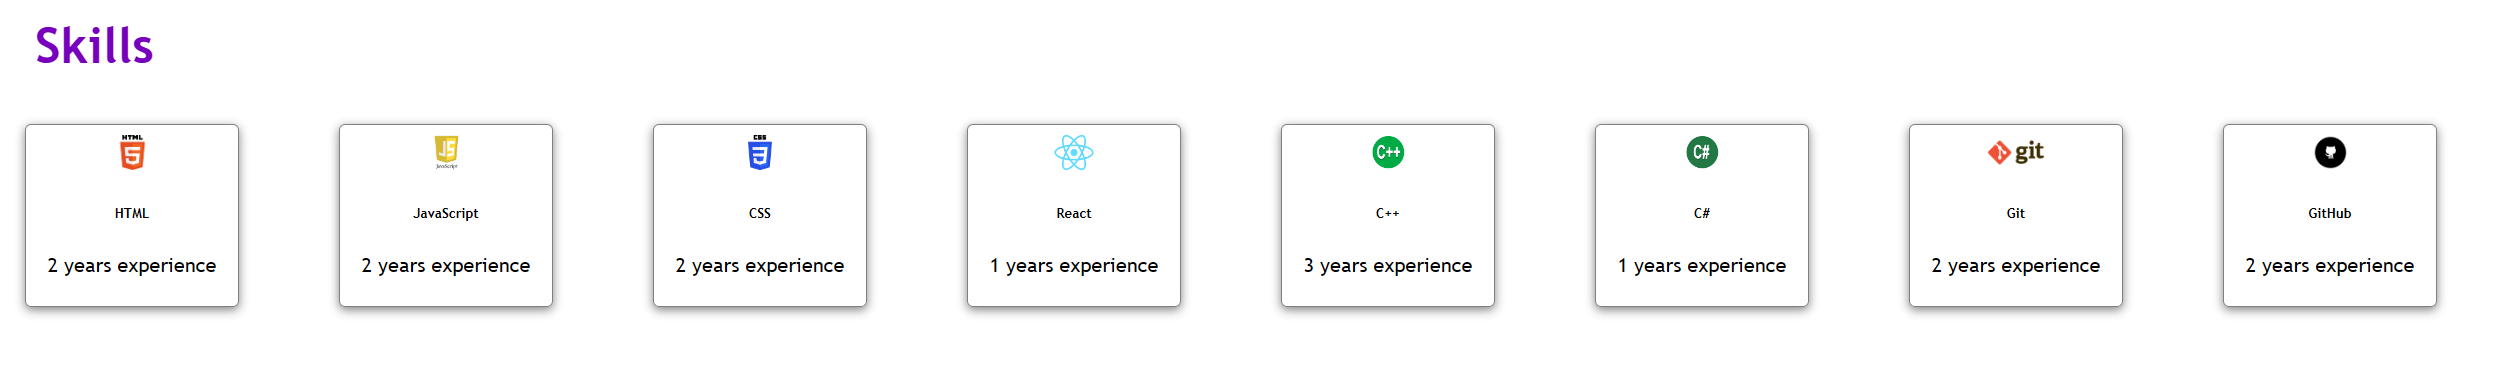 Skills
HTML
HTML
2 years experience
JS
JavaScript
JavaScript
2 years experience
CSS
CSS
2 years experience
React
1 years experience
C++
C++
3 years experience
C#
C#
1 years experience
git
Git
2 years experience
GitHub
2 years experience